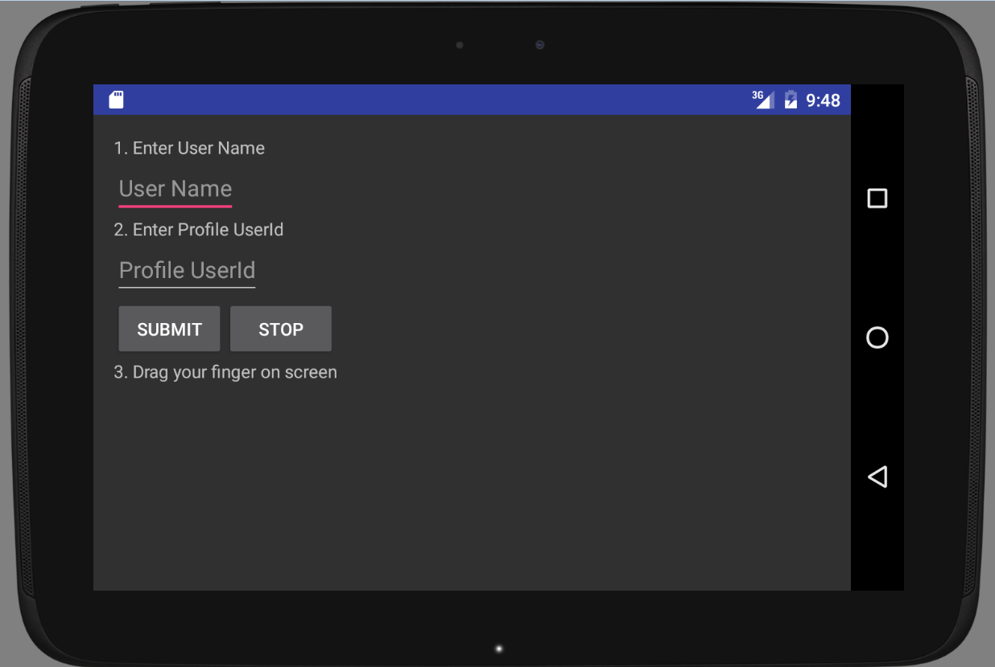 3G 9:48
1. Enter User Name
User Name
2. Enter Profile UserId
Profile UserId
SUBMIT STOP
3. Drag your finger on screen